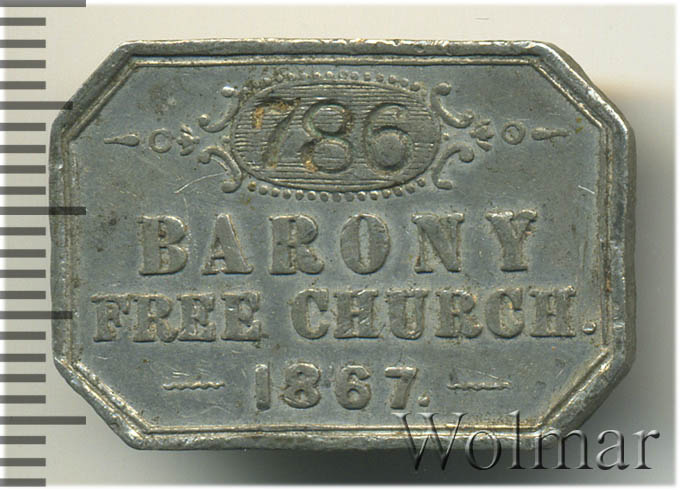 786
BARONY
FREE CHURCH.
1867.
Wolmar